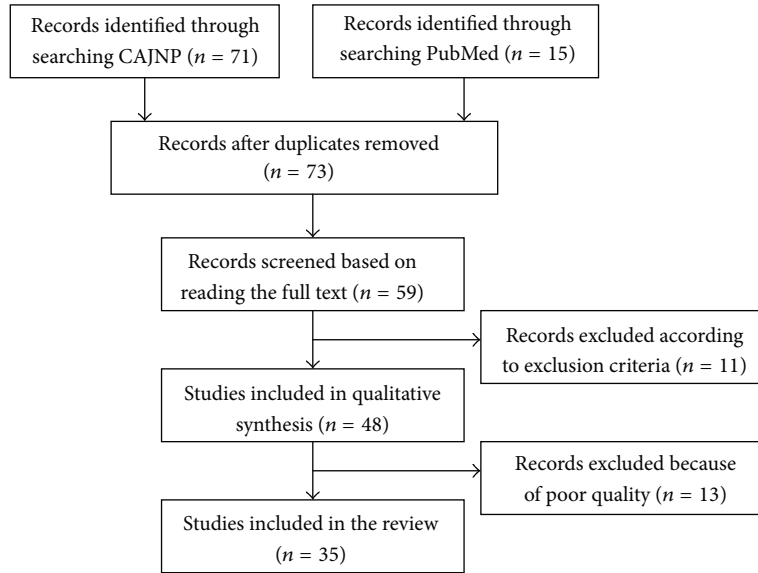 Records identified through
searching CAJNP (n = 71)
Records identified through
searching PubMed (n = 15)
Records after duplicates removed
(n = 73)
Records screened based on
reading the full text (n = 59)
Records excluded according
to exclusion criteria (n = 11)
Studies included in qualitative
synthesis (n = 48)
Records excluded because
of poor quality (n = 13)
Studies included in the review
(n = 35)